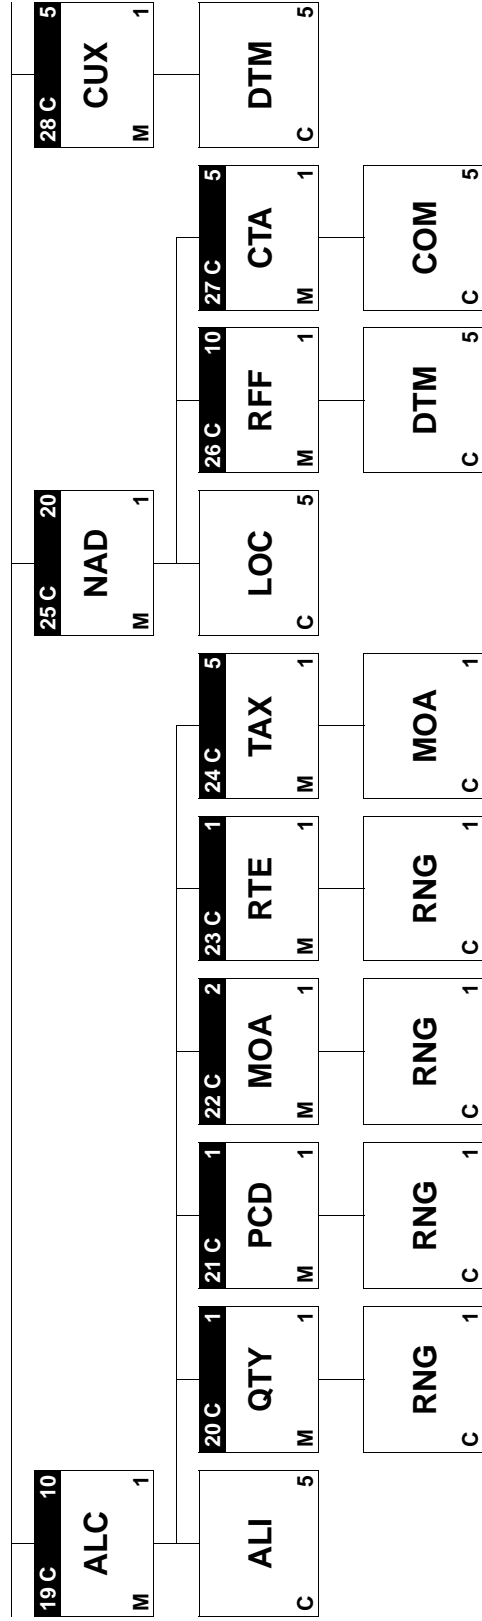 19 C 10
ALC
M 1
25 C 20
NAD
M 1
28 C 5
CUX
M 1
ALI
C 5
20 C 1
QTY
M 1
21 C 1
PCD
M 1
22 C 2
MOA
M 1
23 C 1
RTE
M 1
24 C 5
TAX
M 1
LOC
C 5
26 C 10
RFF
M 1
27 C 5
CTA
M 1
DTM
C 5
RNG
C 1
RNG
C 1
RNG
C 1
RNG
C 1
MOA
C 1
DTM
C 5
COM
C 5